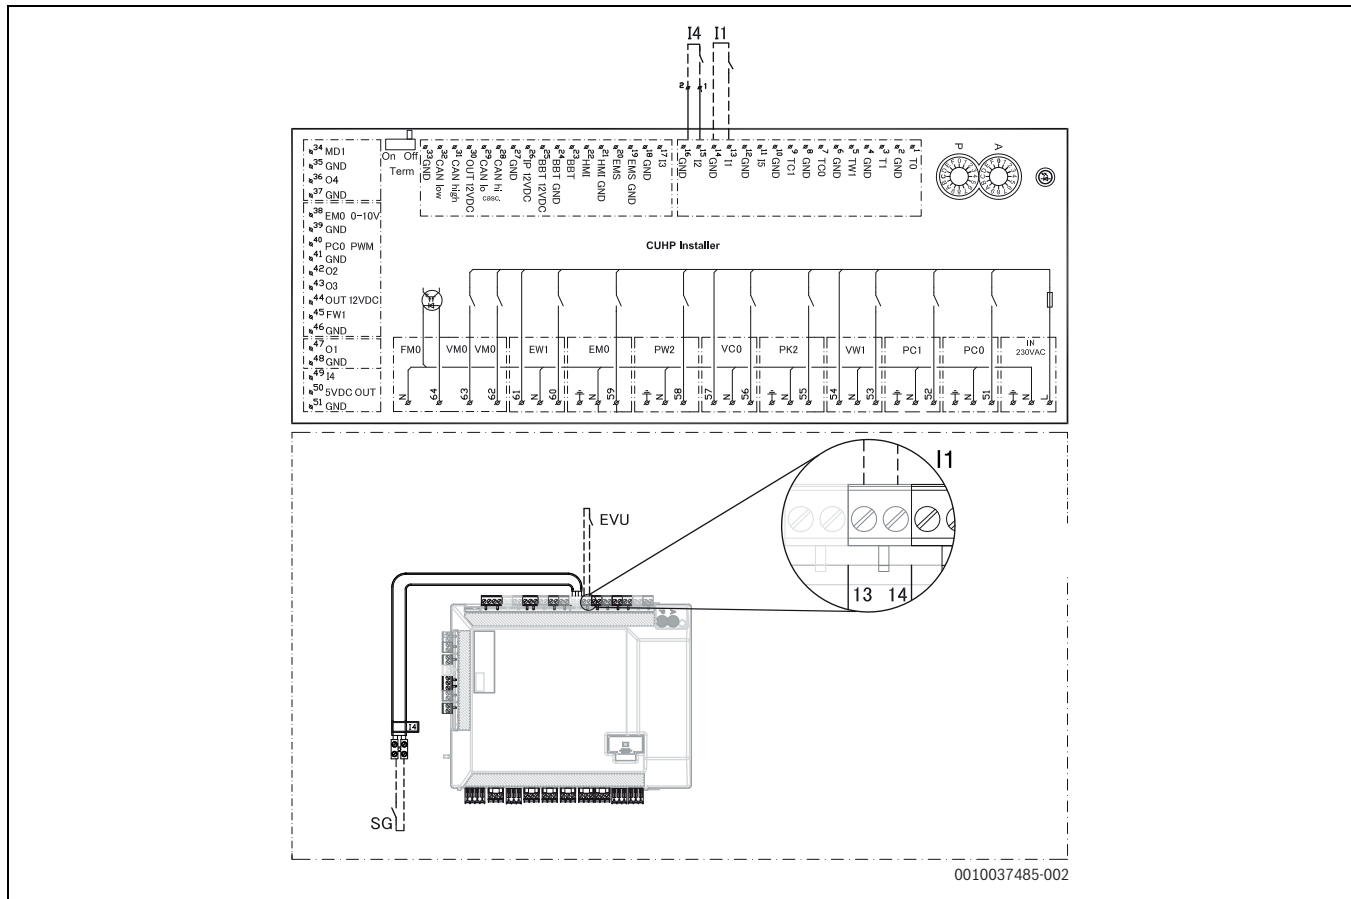 I4 I1
2 1
34 MD1
35 GND
36 O4
37 GND
On Off
Term
33 GND
32 CAN low
31 CAN high
30 OUT 12VDC
29 CAN lo
28 CAN hi
casc.
27 GND
26 IP 12VDC
25 BBT 12VDC
24 BBT GND
23 BBT
22 HMI
21 HMI GND
20 EMS
19 EMS GND
18 GND
17 I3
16 GND
15 I2
14 GND
13 I1
12 GND
11 I5
10 GND
9 TC1
8 GND
7 TC0
6 GND
5 TW1
4 GND
3 T1
2 GND
1 T0
P A
38 EM0 0-10V
39 GND
40 PC0 PWM
41 GND
42 O2
43 O3
44 OUT 12VDC
45 FW1
46 GND
47 O1
48 GND
49 I4
50 5VDC OUT
51 GND
CUHP Installer
FM0 VM0 VM0 EW1 EM0 PW2 VC0 PK2 VW1 PC1 PC0 IN
230VAC
N 64 63 62 61 N 60 N 59 N 58 57 N 56 N 55 54 N 53 N 52 N 51 N L
I1
EVU
13 14
A
P
I4
SG
0010037485-002